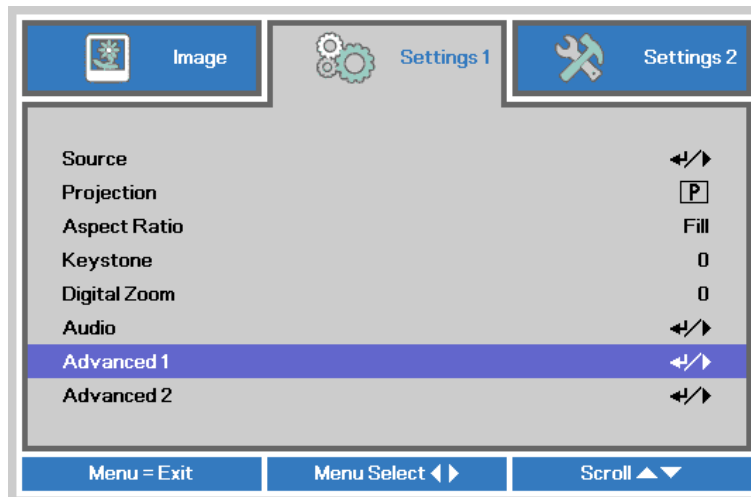 Image
Settings 1
Settings 2
Source
Projection P
Aspect Ratio Fill
Keystone 0
Digital Zoom 0
Audio
Advanced 1
Advanced 2
Menu = Exit
Menu Select
Scroll